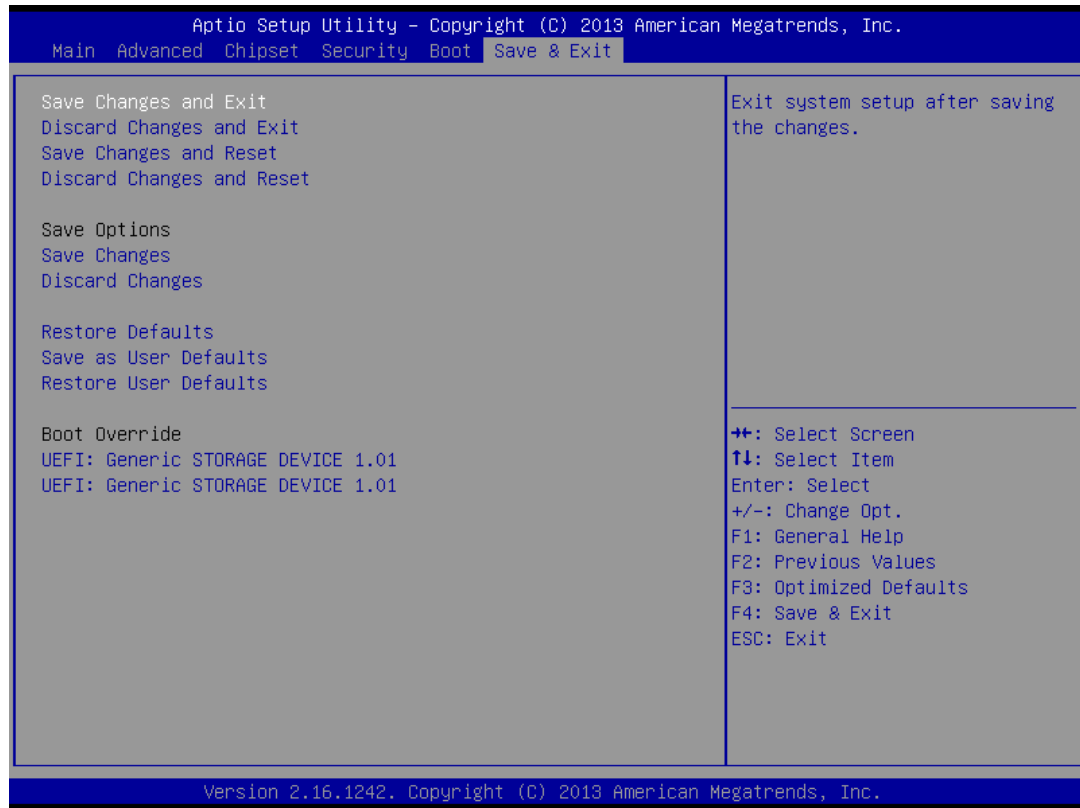 Aptio Setup Utility – Copyright (C) 2013 American Megatrends, Inc.
Main Advanced Chipset Security Boot Save & Exit
Save Changes and Exit
Discard Changes and Exit
Save Changes and Reset
Discard Changes and Reset
Save Options
Save Changes
Discard Changes
Restore Defaults
Save as User Defaults
Restore User Defaults
Boot Override
UEFI: Generic STORAGE DEVICE 1.01
UEFI: Generic STORAGE DEVICE 1.01
Exit system setup after saving
the changes.
→←: Select Screen
↑↓: Select Item
Enter: Select
+/-: Change Opt.
F1: General Help
F2: Previous Values
F3: Optimized Defaults
F4: Save & Exit
ESC: Exit
Version 2.16.1242. Copyright (C) 2013 American Megatrends, Inc.